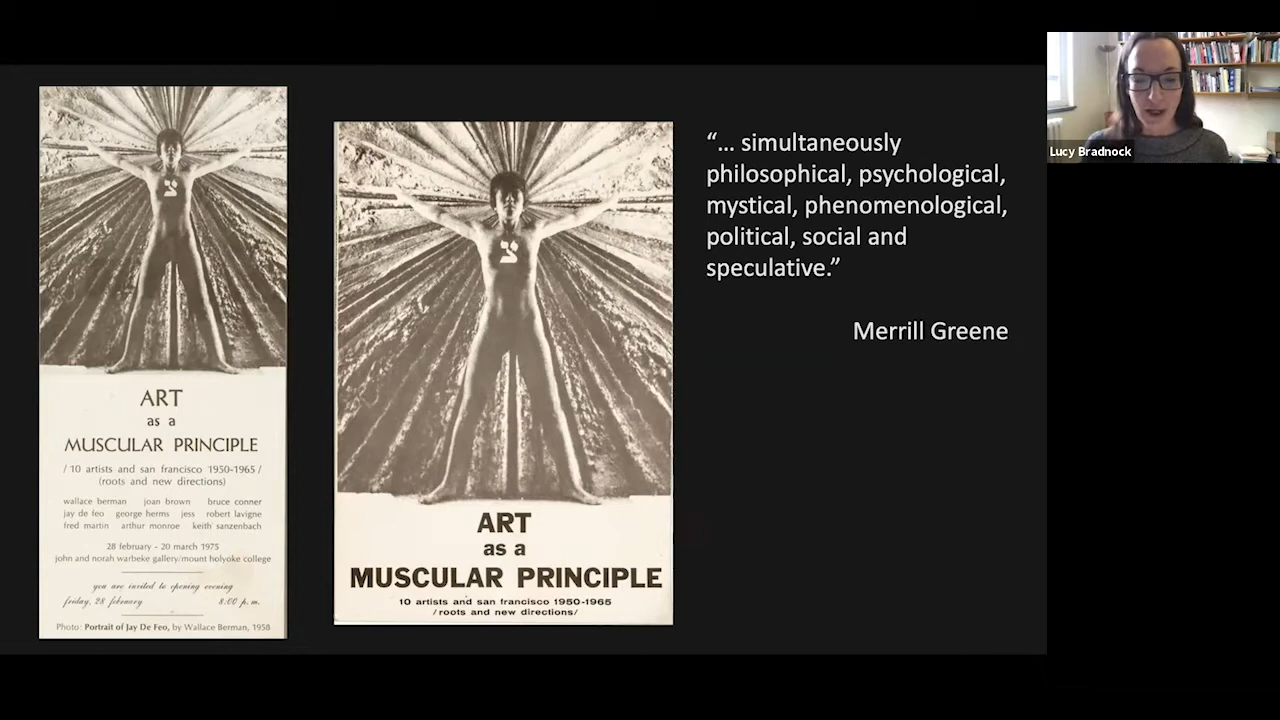 צ
ART
as a
MUSCULAR PRINCIPLE
/ 10 artists and san francisco 1950-1965 /
(roots and new directions)
wallace berman joan brown bruce conner
jay de feo george herms jess robert lavigne
fred martin arthur monroe keith sanzenbach
28 february - 20 march 1975
john and norah warbeke gallery/mount holyoke college
you are invited to opening evening
friday, 28 february 8:00 p.m.
Photo: Portrait of Jay De Feo, by Wallace Berman, 1958
צ
ART
as a
MUSCULAR PRINCIPLE
10 artists and san francisco 1950-1965
/roots and new directions/
“... simultaneously
philosophical, psychological,
mystical, phenomenological,
political, social and
speculative.”
Merrill Greene
Lucy Bradnock